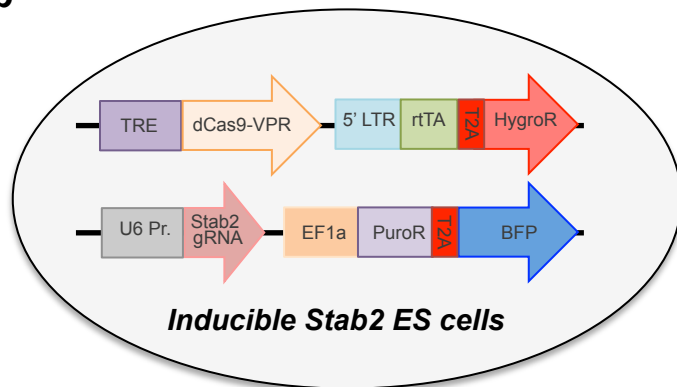 TRE dCas9-VPR 5' LTR rtTA T2A HygroR
U6 Pr. Stab2 gRNA EF1a PuroR T2A BFP
Inducible Stab2 ES cells